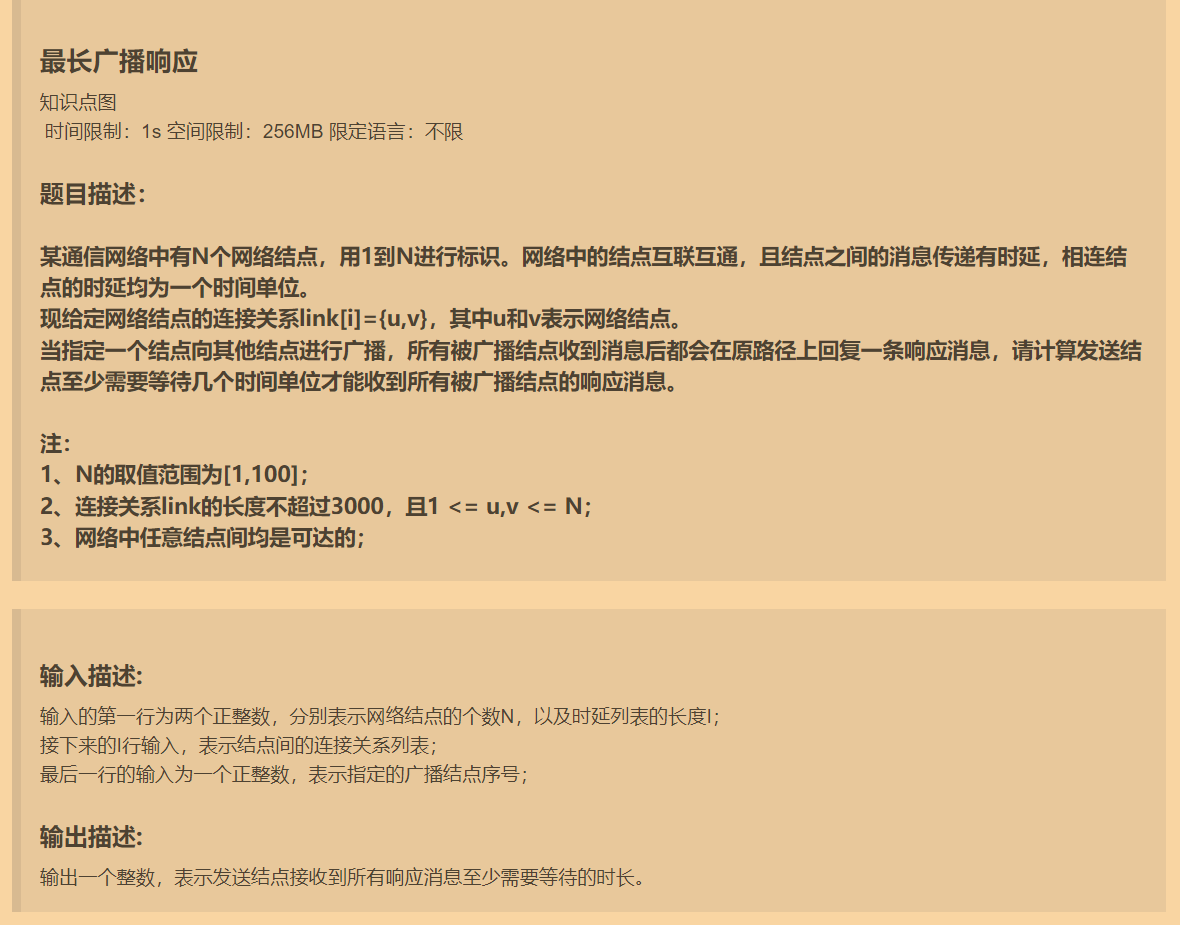 最长广播响应
知识点图
时间限制：1s 空间限制：256MB 限定语言：不限
题目描述：
某通信网络中有N个网络结点，用1到N进行标识。网络中的结点互联互通，且结点之间的消息传递有时延，相连结
点的时延均为一个时间单位。
现给定网络结点的连接关系link[i]={u,v}，其中u和v表示网络结点。
当指定一个结点向其他结点进行广播，所有被广播结点收到消息后都会在原路径上回复一条响应消息，请计算发送结
点至少需要等待几个时间单位才能收到所有被广播结点的响应消息。
注：
1、N的取值范围为[1,100]；
2、连接关系link的长度不超过3000，且1 <= u,v <= N；
3、网络中任意结点间均是可达的；
输入描述:
输入的第一行为两个正整数，分别表示网络结点的个数N，以及时延列表的长度I；
接下来的I行输入，表示结点间的连接关系列表；
最后一行的输入为一个正整数，表示指定的广播结点序号；
输出描述:
输出一个整数，表示发送结点接收到所有响应消息至少需要等待的时长。